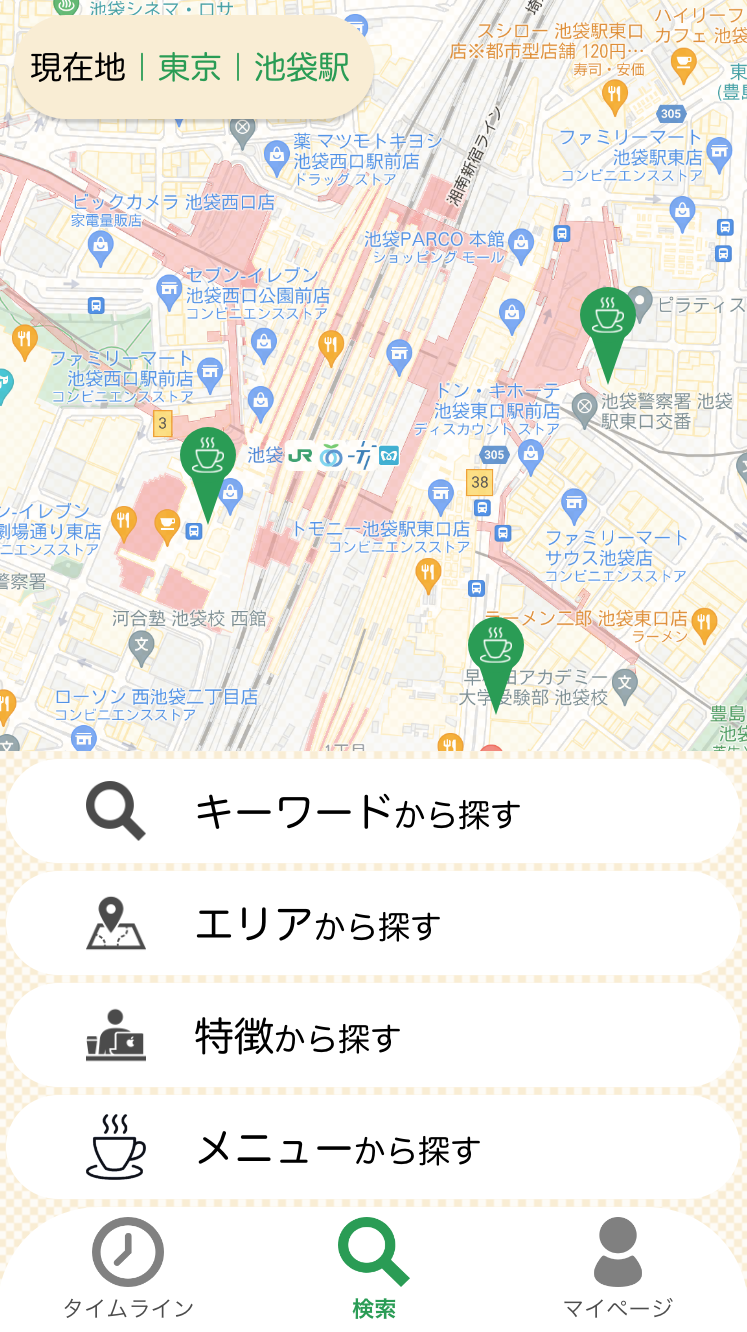 池袋シネマ・ロサ
現在地｜東京｜池袋駅
スシロー 池袋駅東口
店※都市型店舗 120円…
寿司・安価
ハイリーフ
カフェ 池袋
東
(豊島
305
薬 マツモトキヨシ
池袋西口駅前店
ドラッグ ストア
湘南新宿ライン
ファミリーマート
池袋駅東店
コンビニエンスストア
ビックカメラ 池袋西口店
家電量販店
池袋PARCO 本館
ショッピング モール
セブン-イレブン
池袋西口公園前店
コンビニエンスストア
ピラティス
ファミリーマート
池袋西口駅前店
コンビニエンスストア
ドン・キホーテ
池袋東口駅前店
ディスカウント ストア
池袋警察署 池袋
駅東口交番
3
池袋 JR
305
38
ン-イレブン
劇場通り東店
ニエンスストア
トモニー池袋駅東口店
コンビニエンスストア
ファミリーマート
サウス池袋店
コンビニエンスストア
警察署
河合塾 池袋校 西館
文
ラーメン二郎 池袋東口店
ラーメン
早 田アカデミー
大学受験部 池袋校
文
ローソン 西池袋二丁目店
コンビニエンスストア
豊島
池袋
文
1丁目
キーワードから探す
エリアから探す
特徴から探す
メニューから探す
タイムライン
検索
マイページ